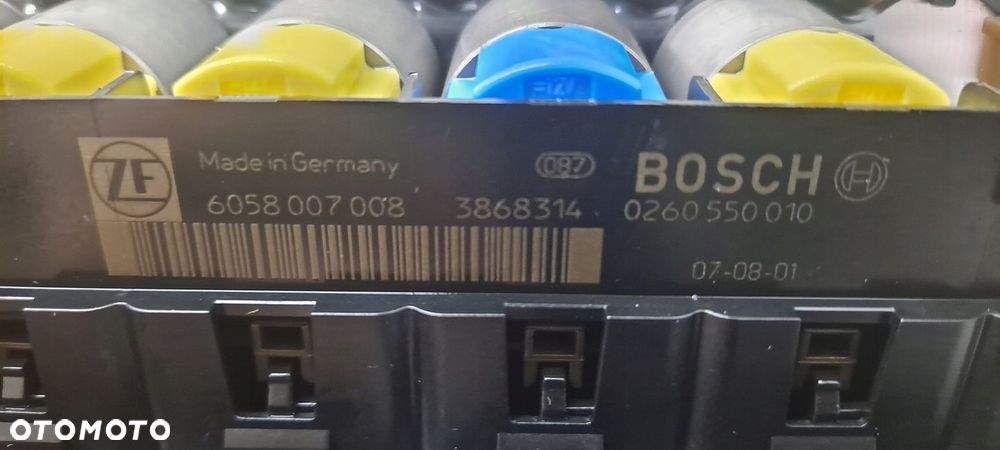 ZF Made in Germany 087 BOSCH
6058 007 008 3868314 0260 550 010
07-08-01
OTOMOTO